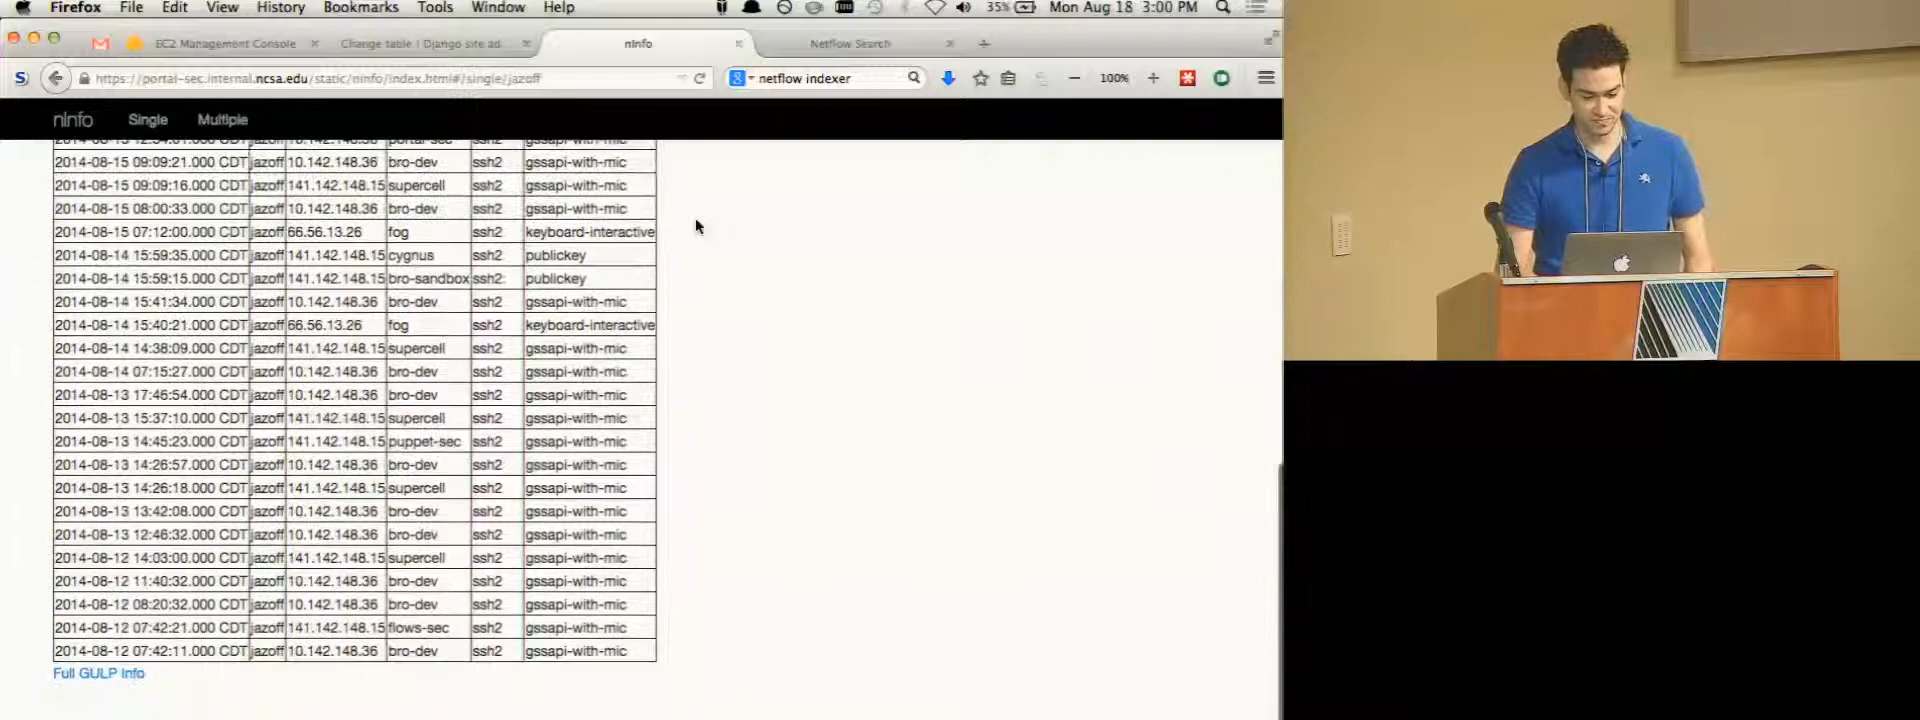 Firefox File Edit View History Bookmarks Tools Window Help 35% Mon Aug 18 3:00 PM
EC2 Management Console Change table | Django site ad... nInfo Netflow Search
https://portal-sec.internal.ncsa.edu/static/ninfo/index.html#/single/jazoff netflow indexer 100%
nInfo Single Multiple
2014-08-15 09:09:21.000 CDT jazoff 10.142.148.36 bro-dev ssh2 gssapi-with-mic
2014-08-15 09:09:16.000 CDT jazoff 141.142.148.15 supercell ssh2 gssapi-with-mic
2014-08-15 08:00:33.000 CDT jazoff 10.142.148.36 bro-dev ssh2 gssapi-with-mic
2014-08-15 07:12:00.000 CDT jazoff 66.56.13.26 fog ssh2 keyboard-interactive
2014-08-14 15:59:35.000 CDT jazoff 141.142.148.15 cygnus ssh2 publickey
2014-08-14 15:59:15.000 CDT jazoff 141.142.148.15 bro-sandbox ssh2: publickey
2014-08-14 15:41:34.000 CDT jazoff 10.142.148.36 bro-dev ssh2 gssapi-with-mic
2014-08-14 15:40:21.000 CDT jazoff 66.56.13.26 fog ssh2 keyboard-interactive
2014-08-14 14:38:09.000 CDT jazoff 141.142.148.15 supercell ssh2 gssapi-with-mic
2014-08-14 07:15:27.000 CDT jazoff 10.142.148.36 bro-dev ssh2 gssapi-with-mic
2014-08-13 17:46:54.000 CDT jazoff 10.142.148.36 bro-dev ssh2 gssapi-with-mic
2014-08-13 15:37:10.000 CDT jazoff 141.142.148.15 supercell ssh2 gssapi-with-mic
2014-08-13 14:45:23.000 CDT jazoff 141.142.148.15 puppet-sec ssh2 gssapi-with-mic
2014-08-13 14:26:57.000 CDT jazoff 10.142.148.36 bro-dev ssh2 gssapi-with-mic
2014-08-13 14:26:18.000 CDT jazoff 141.142.148.15 supercell ssh2 gssapi-with-mic
2014-08-13 13:42:08.000 CDT jazoff 10.142.148.36 bro-dev ssh2 gssapi-with-mic
2014-08-13 12:46:32.000 CDT jazoff 10.142.148.36 bro-dev ssh2 gssapi-with-mic
2014-08-12 14:03:00.000 CDT jazoff 141.142.148.15 supercell ssh2 gssapi-with-mic
2014-08-12 11:40:32.000 CDT jazoff 10.142.148.36 bro-dev ssh2 gssapi-with-mic
2014-08-12 08:20:32.000 CDT jazoff 10.142.148.36 bro-dev ssh2 gssapi-with-mic
2014-08-12 07:42:21.000 CDT jazoff 141.142.148.15 flows-sec ssh2 gssapi-with-mic
2014-08-12 07:42:11.000 CDT jazoff 10.142.148.36 bro-dev ssh2 gssapi-with-mic
Full GULP Info